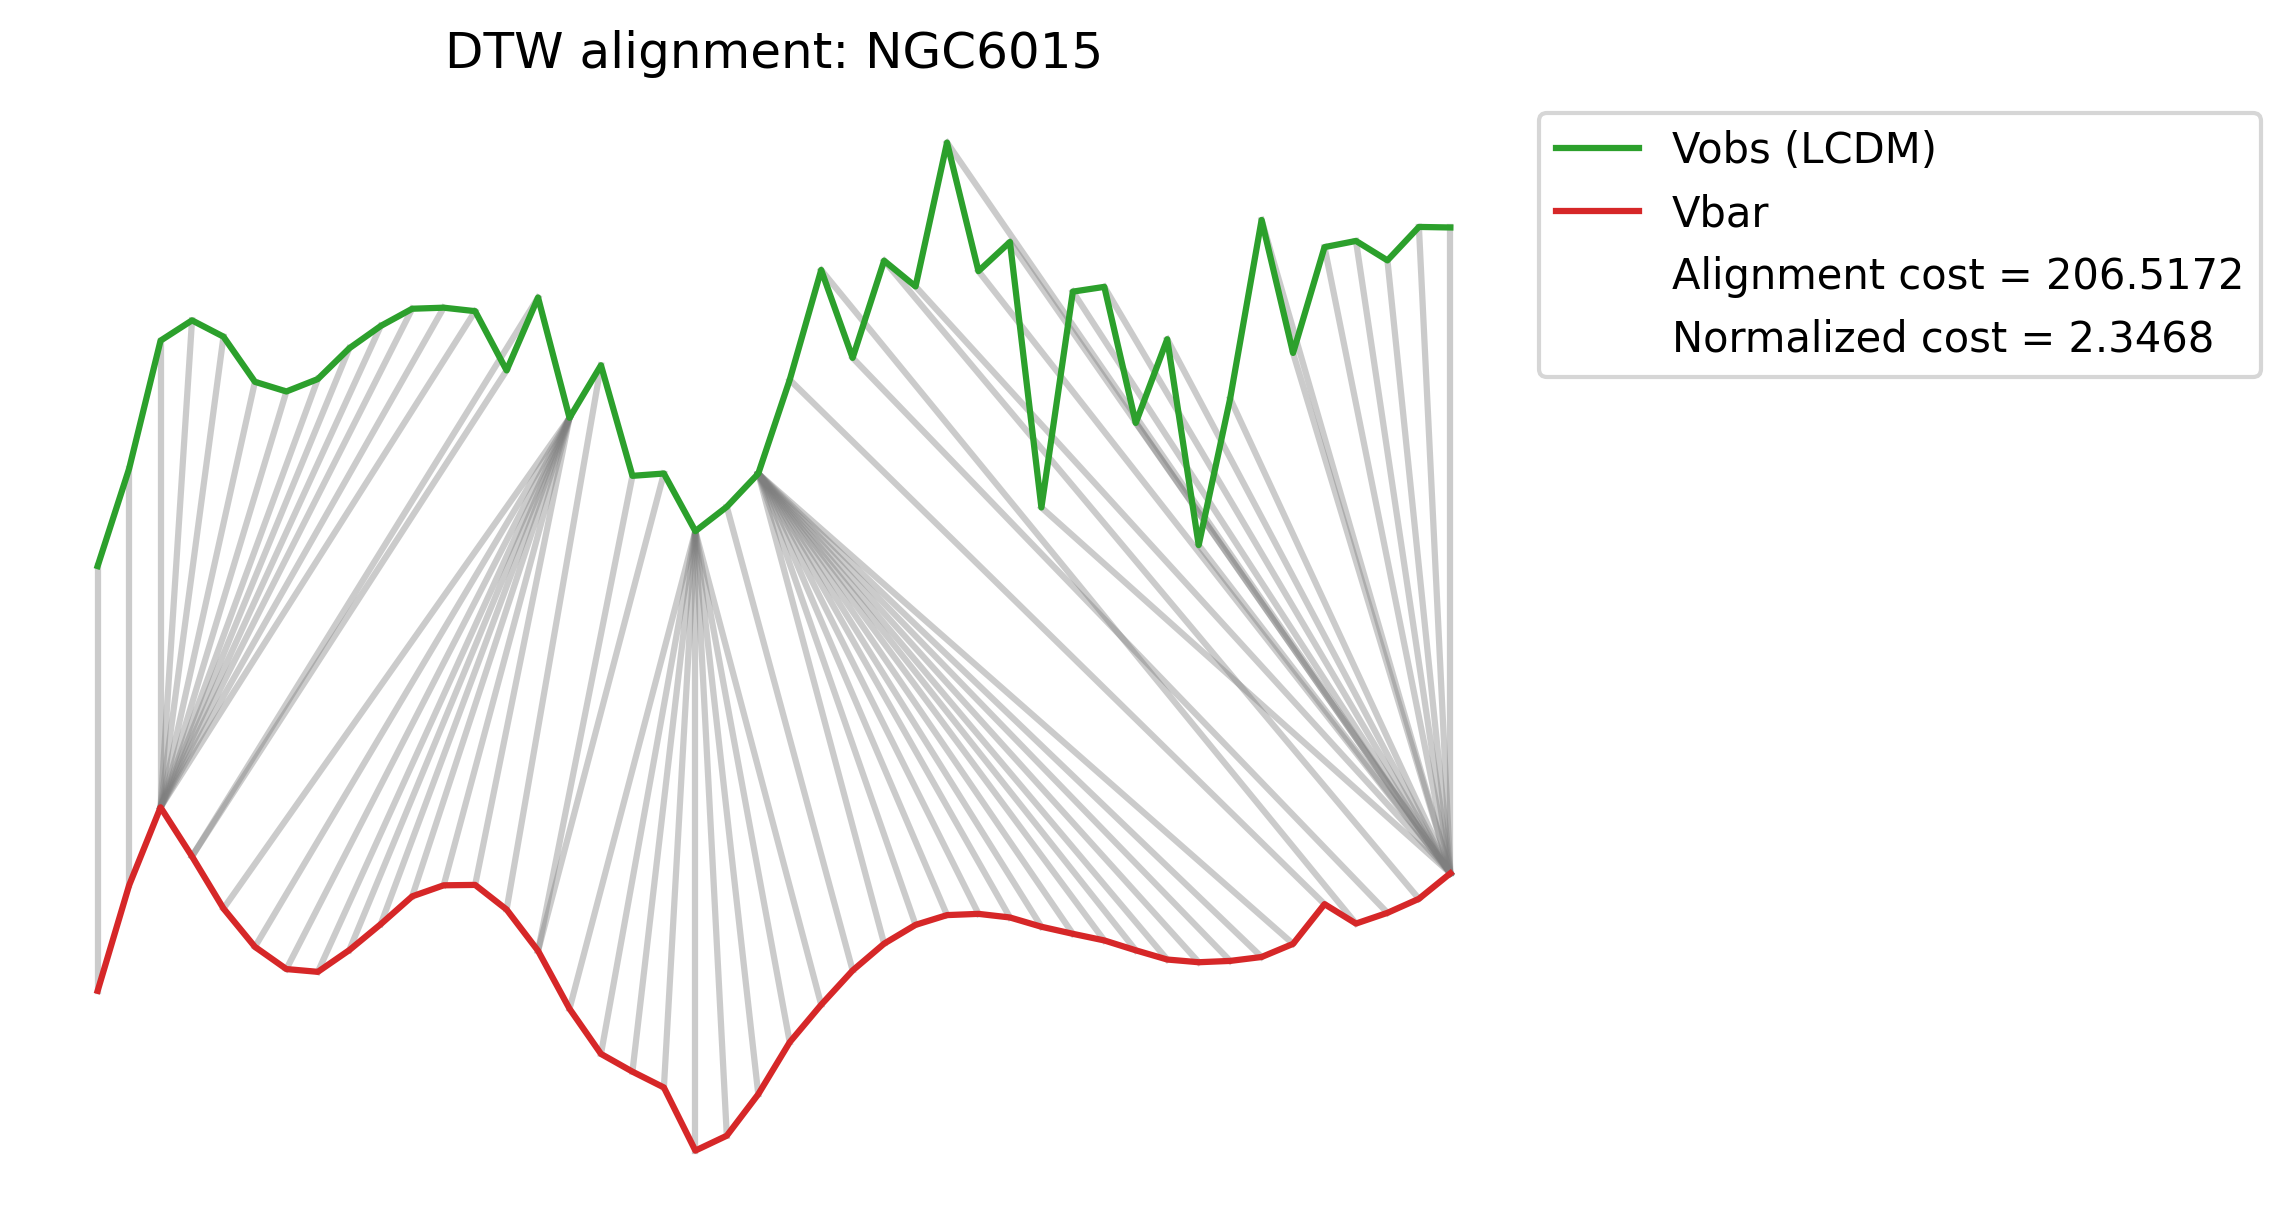 DTW alignment: NGC6015
Vobs (LCDM)
Vbar
Alignment cost = 206.5172
Normalized cost = 2.3468